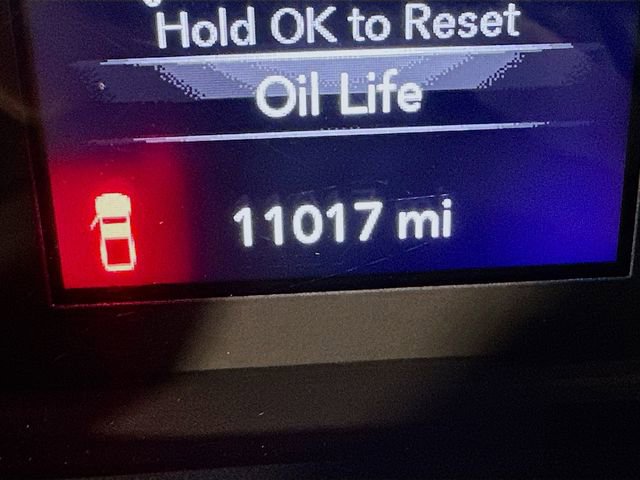 Hold OK to Reset
Oil Life
11017 mi